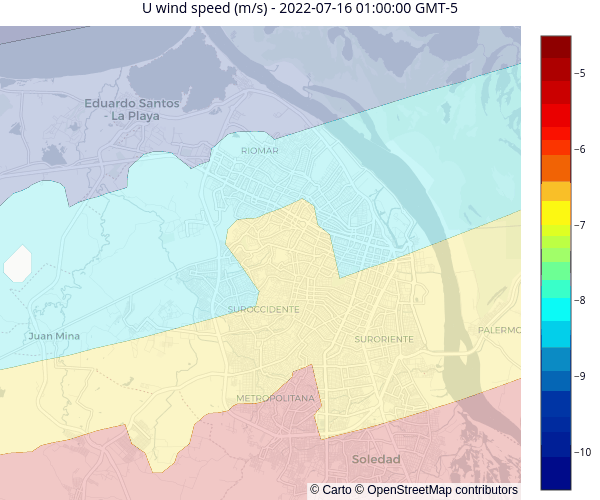 U wind speed (m/s) - 2022-07-16 01:00:00 GMT-5
Eduardo Santos
- La Playa
RIOMAR
SUROCCIDENTE
Juan Mina
SURORIENTE
PALERMO
METROPOLITANA
Soledad
© Carto © OpenStreetMap contributors
−5
−6
−7
−8
−9
−10